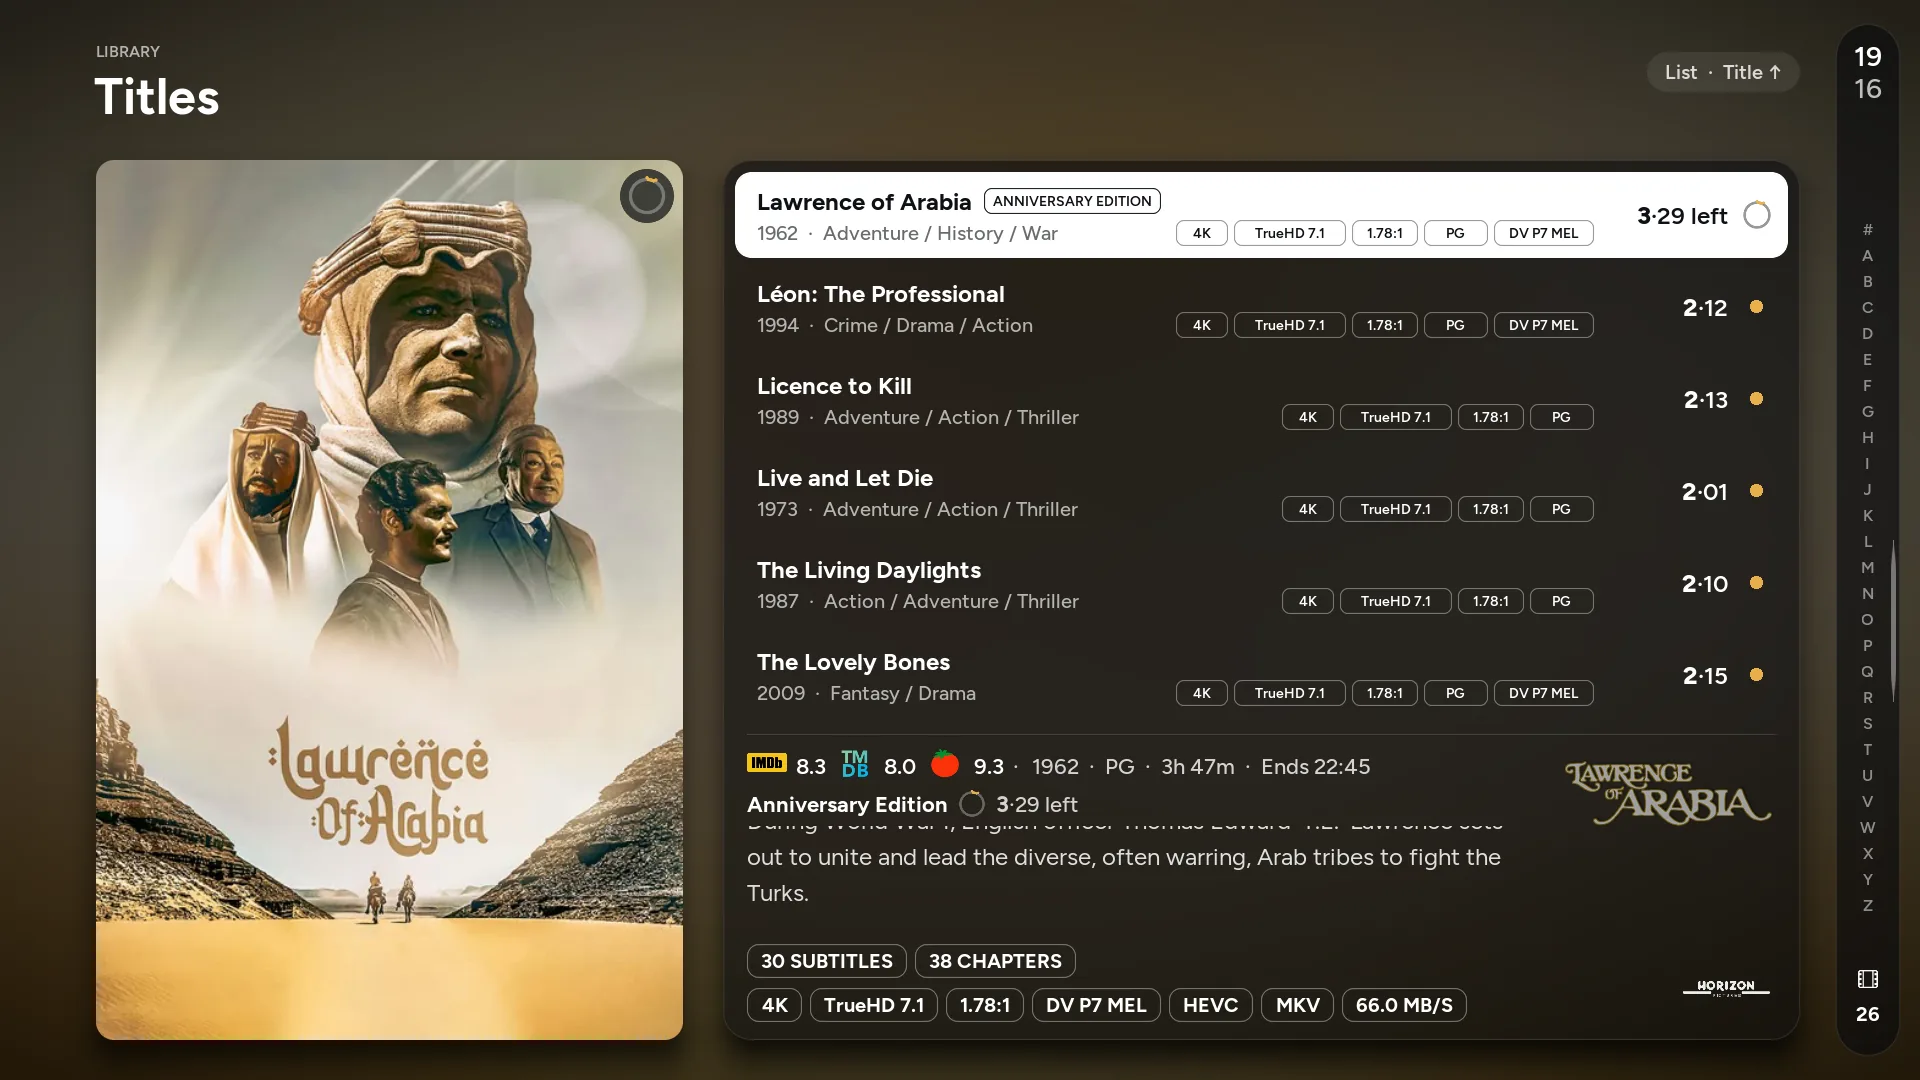 LIBRARY
Titles
List · Title ↑
19
16
Lawrence of Arabia ANNIVERSARY EDITION
1962 · Adventure / History / War
4K TrueHD 7.1 1.78:1 PG DV P7 MEL
3·29 left
Léon: The Professional
1994 · Crime / Drama / Action
4K TrueHD 7.1 1.78:1 PG DV P7 MEL
2·12
Licence to Kill
1989 · Adventure / Action / Thriller
4K TrueHD 7.1 1.78:1 PG
2·13
Live and Let Die
1973 · Adventure / Action / Thriller
4K TrueHD 7.1 1.78:1 PG
2·01
The Living Daylights
1987 · Action / Adventure / Thriller
4K TrueHD 7.1 1.78:1 PG
2·10
The Lovely Bones
2009 · Fantasy / Drama
4K TrueHD 7.1 1.78:1 PG DV P7 MEL
2·15
Lawrence
Of Arabia
IMDb 8.3 TMDB 8.0 9.3 · 1962 · PG · 3h 47m · Ends 22:45
Anniversary Edition 3·29 left
During World War I, English officer Thomas Edward "T.E." Lawrence sets
out to unite and lead the diverse, often warring, Arab tribes to fight the
Turks.
LAWRENCE
OF ARABIA
30 SUBTITLES 38 CHAPTERS
4K TrueHD 7.1 1.78:1 DV P7 MEL HEVC MKV 66.0 MB/S
HORIZON
#
A
B
C
D
E
F
G
H
I
J
K
L
M
N
O
P
Q
R
S
T
U
V
W
X
Y
Z
26